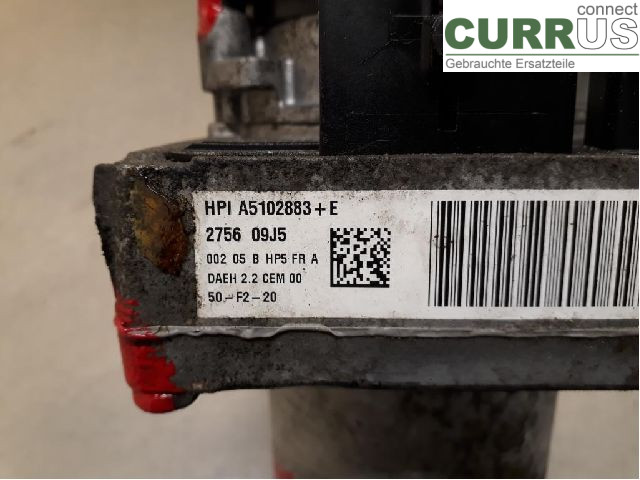 connect
CURRUS
Gebrauchte Ersatzteile
HPI A5102883+E
2756 09J5
002 05 B HP5 FR A
DAEH 2.2 CEM 00
50-F2-20